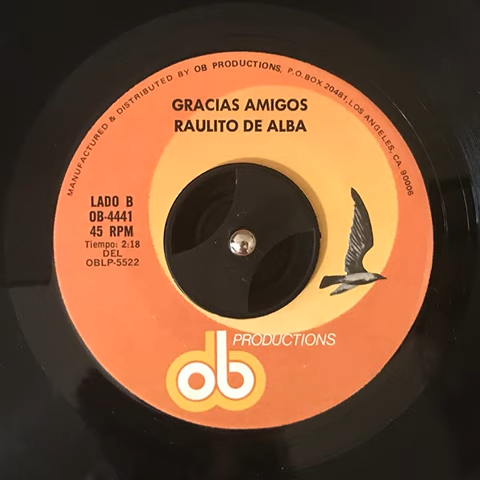 MANUFACTURED & DISTRIBUTED BY OB PRODUCTIONS, P.O. BOX 20481, LOS ANGELES, CA. 90006
GRACIAS AMIGOS
RAULITO DE ALBA
LADO B
OB-4441
45 RPM
Tiempo: 2:18
DEL
OBLP-5522
PRODUCTIONS
ob